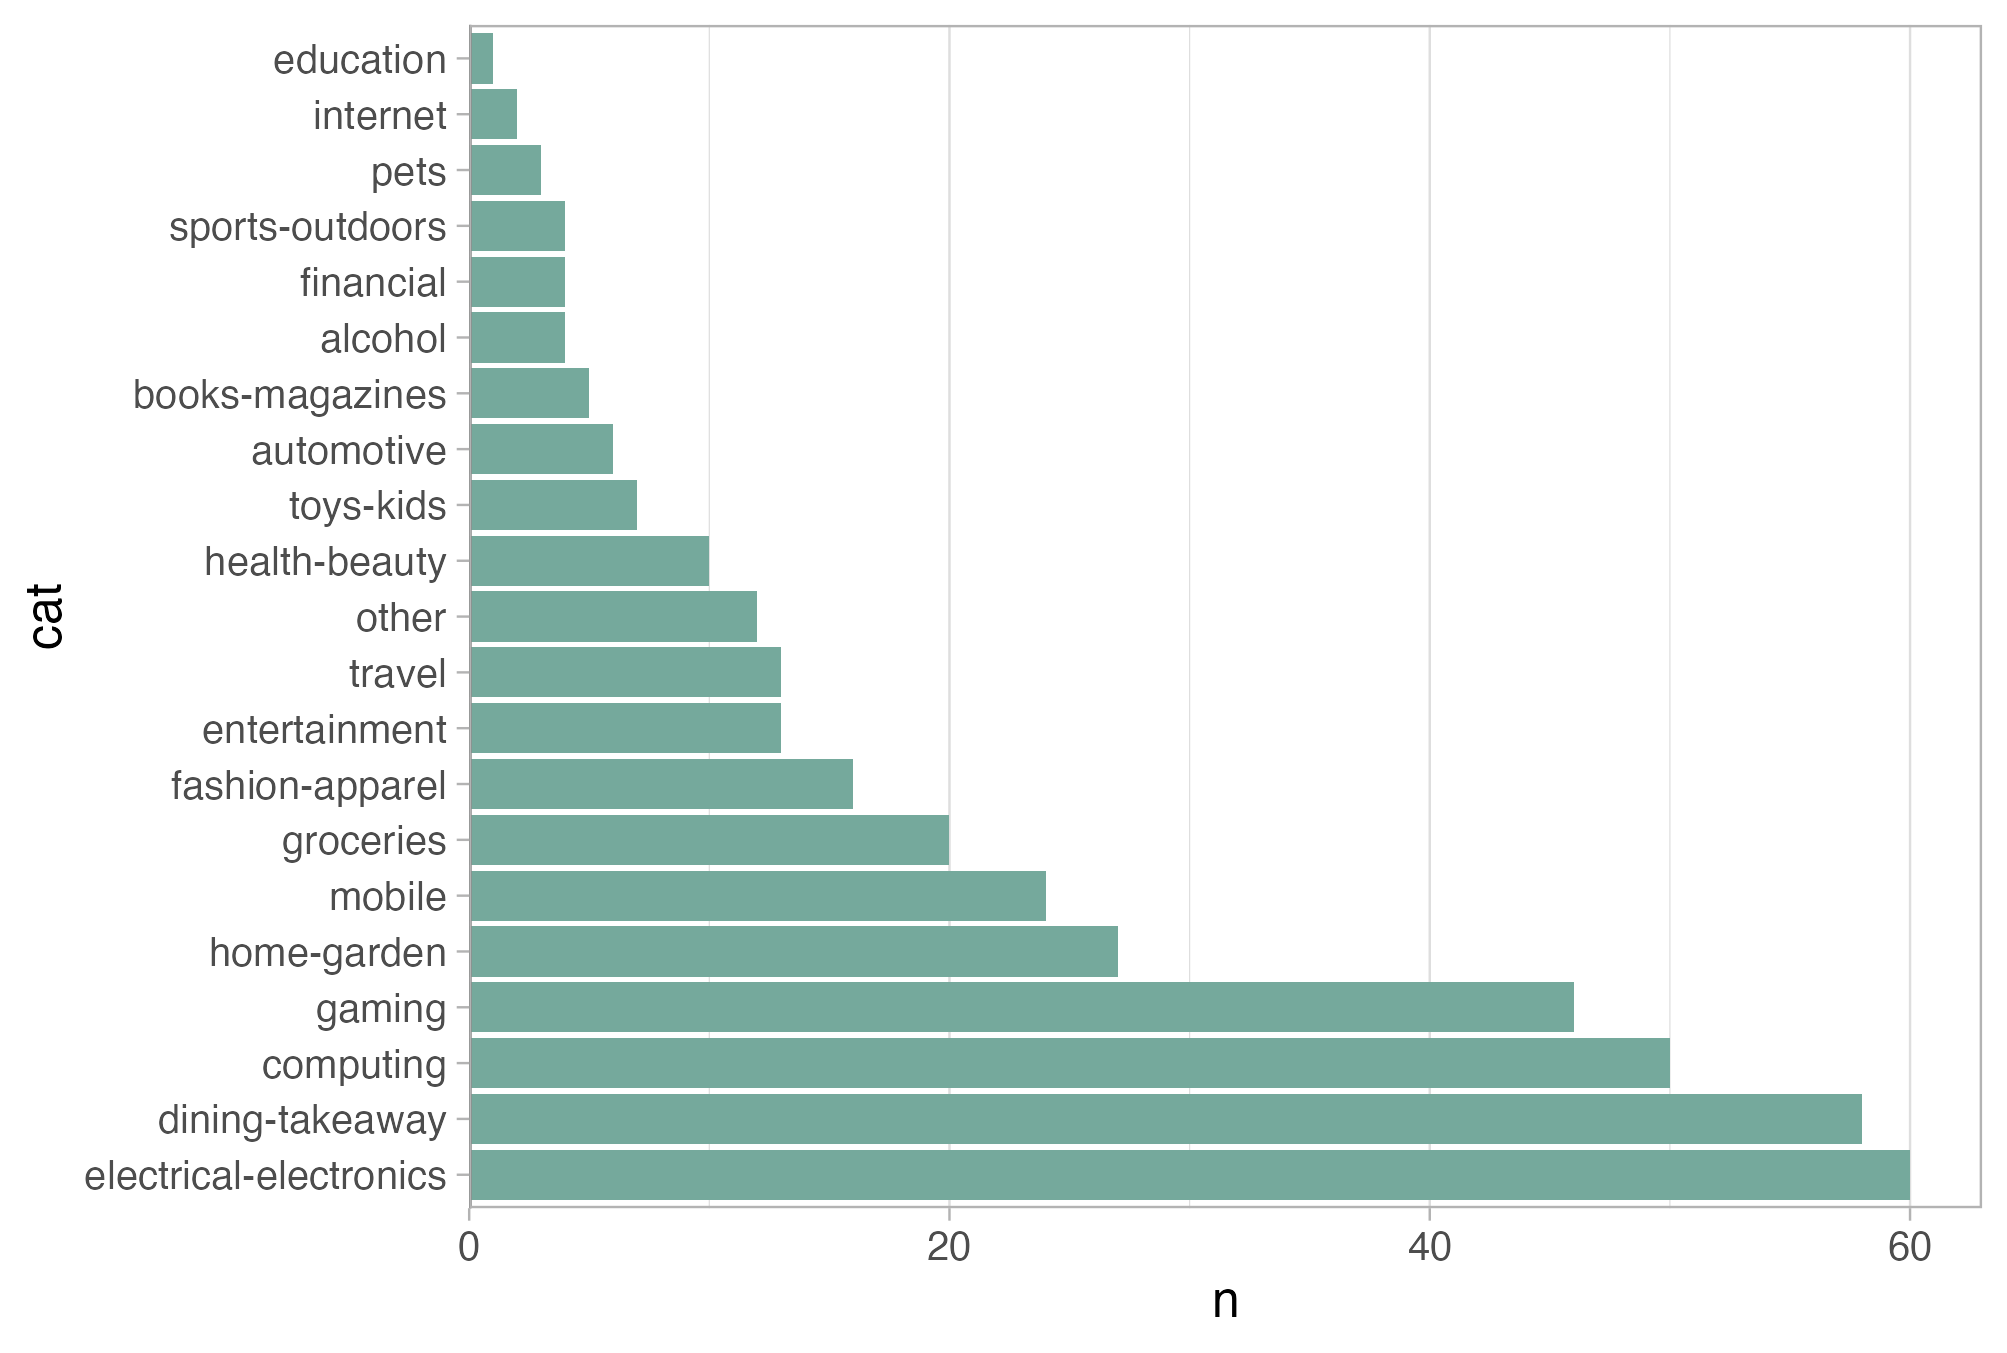 education
internet
pets
sports-outdoors
financial
alcohol
books-magazines
automotive
toys-kids
health-beauty
other
travel
entertainment
fashion-apparel
groceries
mobile
home-garden
gaming
computing
dining-takeaway
electrical-electronics
cat
0 20 40 60
n